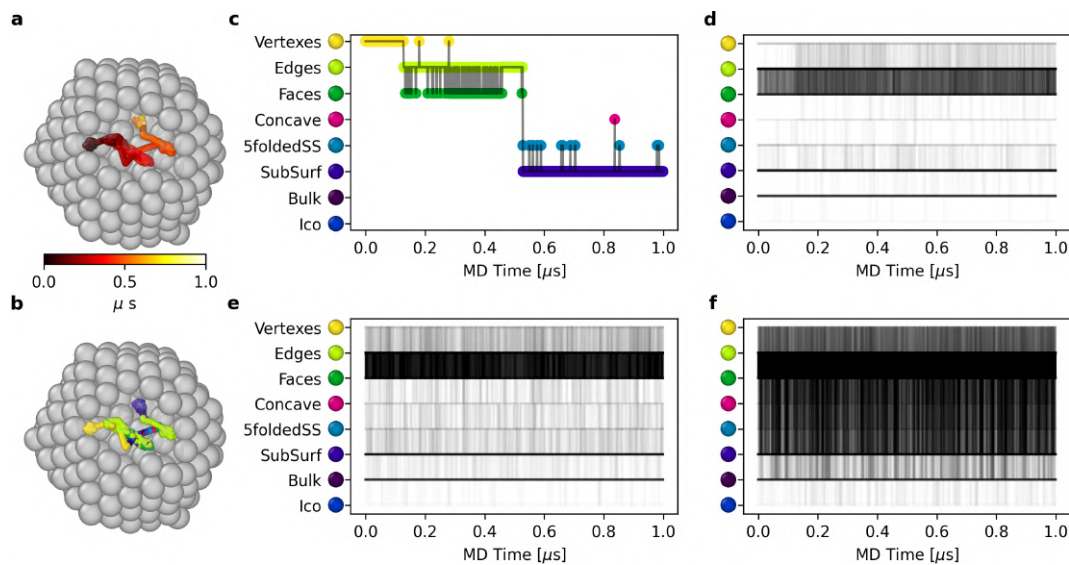 a
0.0 0.5 1.0
μ s
b
c
Vertexes
Edges
Faces
Concave
5foldedSS
SubSurf
Bulk
Ico
0.0 0.2 0.4 0.6 0.8 1.0
MD Time [μs]
d
0.0 0.2 0.4 0.6 0.8 1.0
MD Time [μs]
e
Vertexes
Edges
Faces
Concave
5foldedSS
SubSurf
Bulk
Ico
0.0 0.2 0.4 0.6 0.8 1.0
MD Time [μs]
f
0.0 0.2 0.4 0.6 0.8 1.0
MD Time [μs]